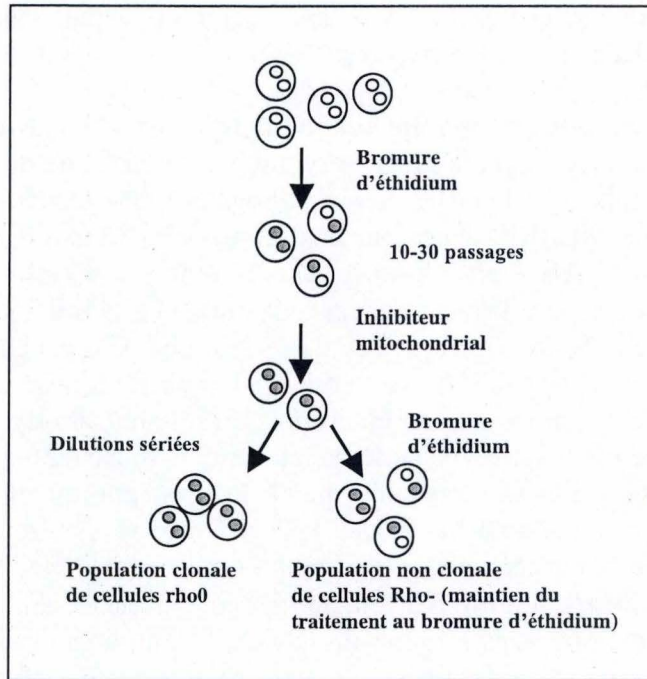 Bromure
d'éthidium
10-30 passages
Inhibiteur
mitochondrial
Dilutions sériées
Bromure
d'éthidium
Population clonale
de cellules rho0
Population non clonale
de cellules Rho- (maintien du
traitement au bromure d'éthidium)